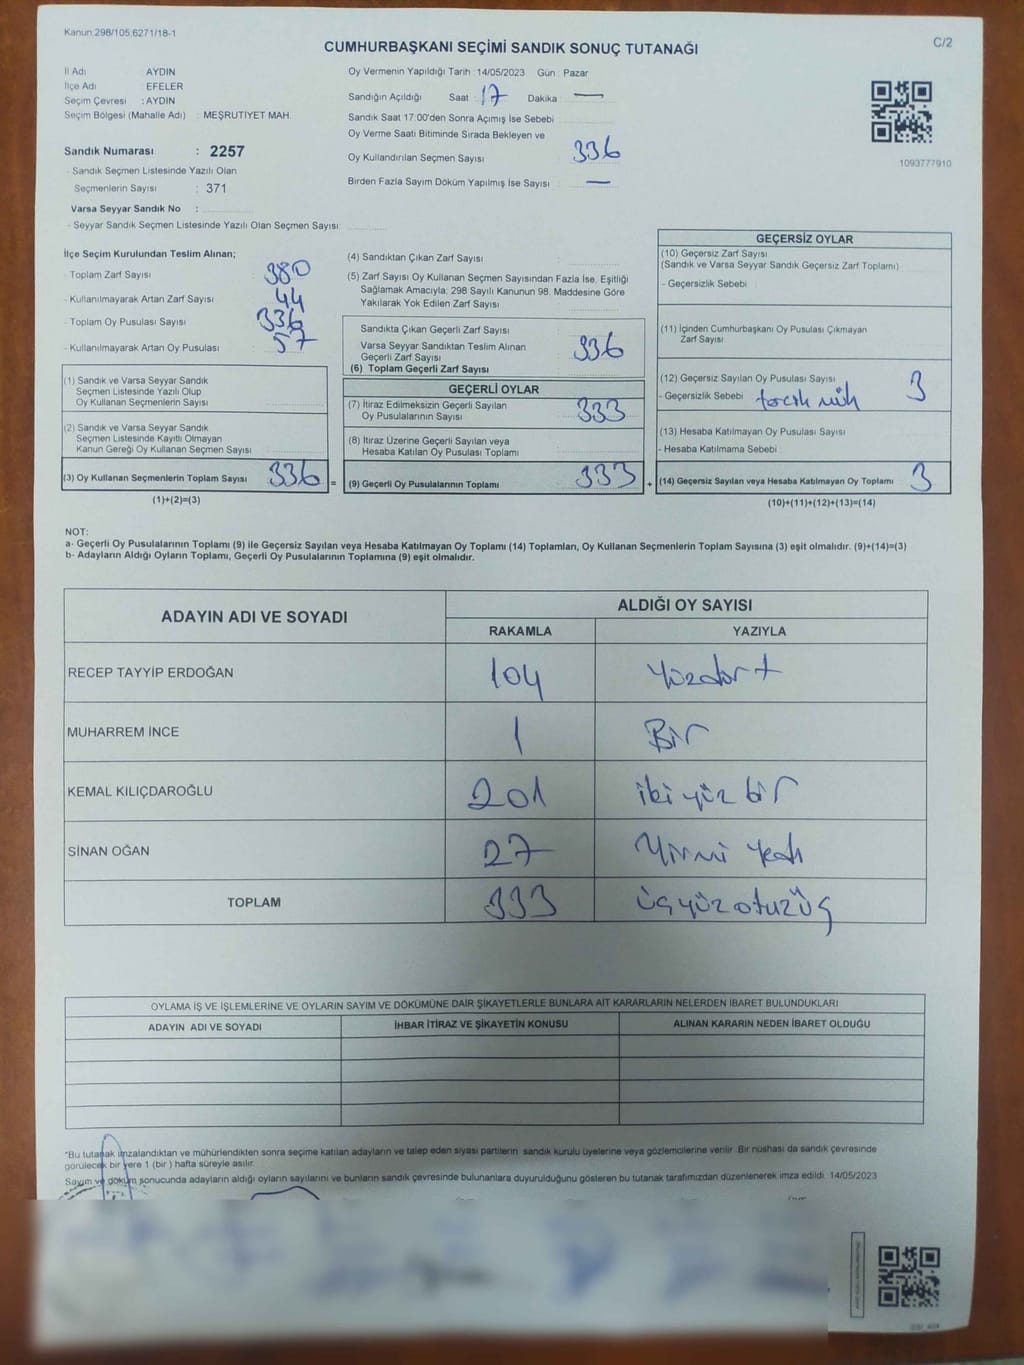 Kanun 298/105,6271/18-1
CUMHURBAŞKANI SEÇİMİ SANDIK SONUÇ TUTANAĞI
C/2
İl Adı AYDIN
İlçe Adı EFELER
Seçim Çevresi : AYDIN
Seçim Bölgesi (Mahalle Adı) : MEŞRUTİYET MAH.
Sandık Numarası : 2257
- Sandık Seçmen Listesinde Yazılı Olan
Seçmenlerin Sayısı : 371
Varsa Seyyar Sandık No :
- Seyyar Sandık Seçmen Listesinde Yazılı Olan Seçmen Sayısı:
Oy Vermenin Yapıldığı Tarih : 14/05/2023 Gün : Pazar
Sandığın Açıldığı Saat 17 Dakika —
Sandık Saat 17:00'den Sonra Açımış İse Sebebi
Oy Verme Saati Bitiminde Sırada Bekleyen ve
Oy Kullandırılan Seçmen Sayısı 336
Birden Fazla Sayım Döküm Yapılmış İse Sayısı —
1093777910
İlçe Seçim Kurulundan Teslim Alınan;
- Toplam Zarf Sayısı 380
- Kullanılmayarak Artan Zarf Sayısı 44
- Toplam Oy Pusulası Sayısı 336
- Kullanılmayarak Artan Oy Pusulası 57
(1) Sandık ve Varsa Seyyar Sandık
Seçmen Listesinde Yazılı Olup
Oy Kullanan Seçmenlerin Sayısı
(2) Sandık ve Varsa Seyyar Sandık
Seçmen Listesinde Kayıtlı Olmayan
Kanun Gereği Oy Kullanan Seçmen Sayısı
(3) Oy Kullanan Seçmenlerin Toplam Sayısı 336 =
(1)+(2)=(3)
(4) Sandıktan Çıkan Zarf Sayısı
(5) Zarf Sayısı Oy Kullanan Seçmen Sayısından Fazla İse, Eşitliği
Sağlamak Amacıyla; 298 Sayılı Kanunun 98. Maddesine Göre
Yakılarak Yok Edilen Zarf Sayısı
Sandıkta Çıkan Geçerli Zarf Sayısı
Varsa Seyyar Sandıktan Teslim Alınan
Geçerli Zarf Sayısı 336
(6) Toplam Geçerli Zarf Sayısı
GEÇERLİ OYLAR
(7) İtiraz Edilmeksizin Geçerli Sayılan
Oy Pusulalarının Sayısı 333
(8) İtiraz Üzerine Geçerli Sayılan veya
Hesaba Katılan Oy Pusulası Toplamı
(9) Geçerli Oy Pusulalarının Toplamı 333 +
GEÇERSİZ OYLAR
(10) Geçersiz Zarf Sayısı
(Sandık ve Varsa Seyyar Sandık Geçersiz Zarf Toplamı)
- Geçersizlik Sebebi :
(11) İçinden Cumhurbaşkanı Oy Pusulası Çıkmayan
Zarf Sayısı
(12) Geçersiz Sayılan Oy Pusulası Sayısı 3
- Geçersizlik Sebebi
(13) Hesaba Katılmayan Oy Pusulası Sayısı
- Hesaba Katılmama Sebebi
(14) Geçersiz Sayılan veya Hesaba Katılmayan Oy Toplamı 3
(10)+(11)+(12)+(13)=(14)
NOT:
a- Geçerli Oy Pusulalarının Toplamı (9) ile Geçersiz Sayılan veya Hesaba Katılmayan Oy Toplamı (14) Toplamları, Oy Kullanan Seçmenlerin Toplam Sayısına (3) eşit olmalıdır. (9)+(14)=(3)
b- Adayların Aldığı Oyların Toplamı, Geçerli Oy Pusulalarının Toplamına (9) eşit olmalıdır.
ADAYIN ADI VE SOYADI
ALDIĞI OY SAYISI
RAKAMLA YAZIYLA
RECEP TAYYİP ERDOĞAN 104 Yüzdört
MUHARREM İNCE 1 Bir
KEMAL KILIÇDAROĞLU 201 iki yüz bir
SİNAN OĞAN 27 Yirmi yedi
TOPLAM 333 üçyüzotuzüç
OYLAMA İŞ VE İŞLEMLERİNE VE OYLARIN SAYIM VE DÖKÜMÜNE DAİR ŞİKAYETLERLE BUNLARA AİT KARARLARIN NELERDEN İBARET BULUNDUKLARI
ADAYIN ADI VE SOYADI İHBAR İTİRAZ VE ŞİKAYETİN KONUSU ALINAN KARARIN NEDEN İBARET OLDUĞU
*Bu tutanak imzalandıktan ve mühürlendikten sonra seçime katılan adayların ve talep eden siyasi partilerin sandık kurulu üyelerine veya gözlemcilerine verilir. Bir nüshası da sandık çevresinde
görülecek bir yere 1 (bir ) hafta süreyle asılır.
Sayım ve döküm sonucunda adayların aldığı oyların sayılarını ve bunların sandık çevresinde bulunanlara duyurulduğunu gösteren bu tutanak tarafımızdan düzenlenerek imza edildi. 14/05/2023